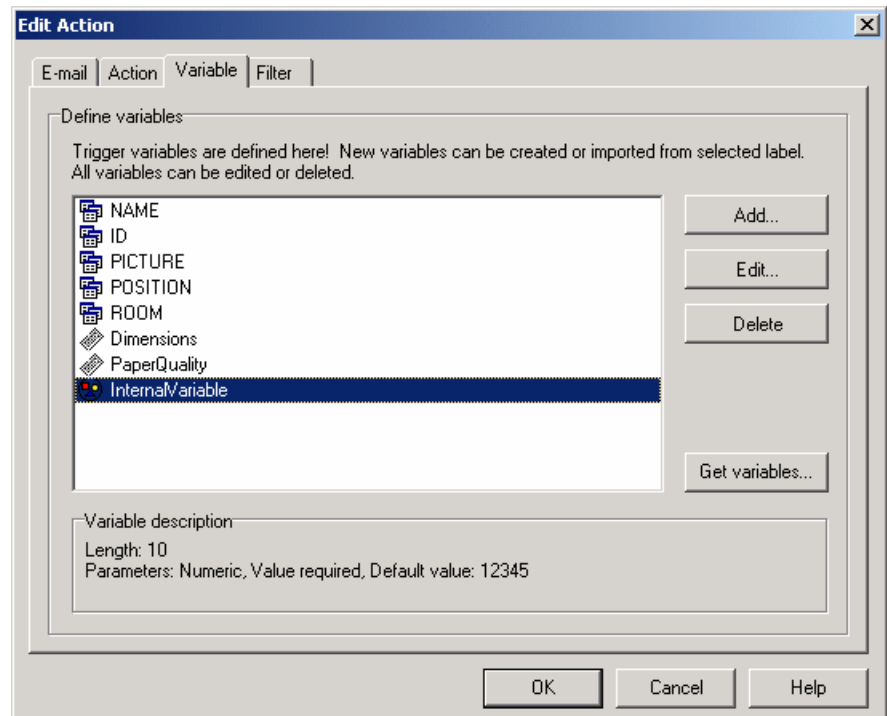 Edit Action
E-mail
Action
Variable
Filter
Define variables
Trigger variables are defined here! New variables can be created or imported from selected label.
All variables can be edited or deleted.
NAME
ID
PICTURE
POSITION
ROOM
Dimensions
PaperQuality
InternalVariable
Add...
Edit...
Delete
Get variables...
Variable description
Length: 10
Parameters: Numeric, Value required, Default value: 12345
OK
Cancel
Help